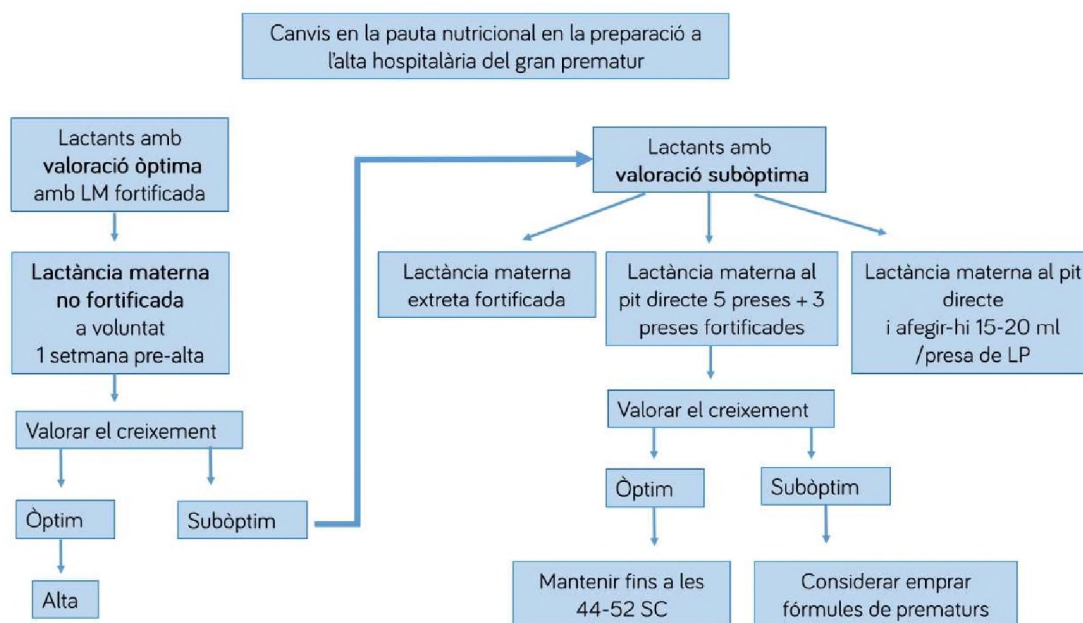 Canvis en la pauta nutricional en la preparació a
l'alta hospitalària del gran prematur
Lactants amb
valoració òptima
amb LM fortificada
Lactància materna
no fortificada
a voluntat
1 setmana pre-alta
Valorar el creixement
Òptim
Subòptim
Alta
Lactants amb
valoració subòptima
Lactància materna
extreta fortificada
Lactància materna al
pit directe 5 preses + 3
preses fortificades
Lactància materna al pit
directe
i afegir-hi 15-20 ml
/presa de LP
Valorar el creixement
Òptim
Subòptim
Mantenir fins a les
44-52 SC
Considerar emprar
fórmules de prematurs